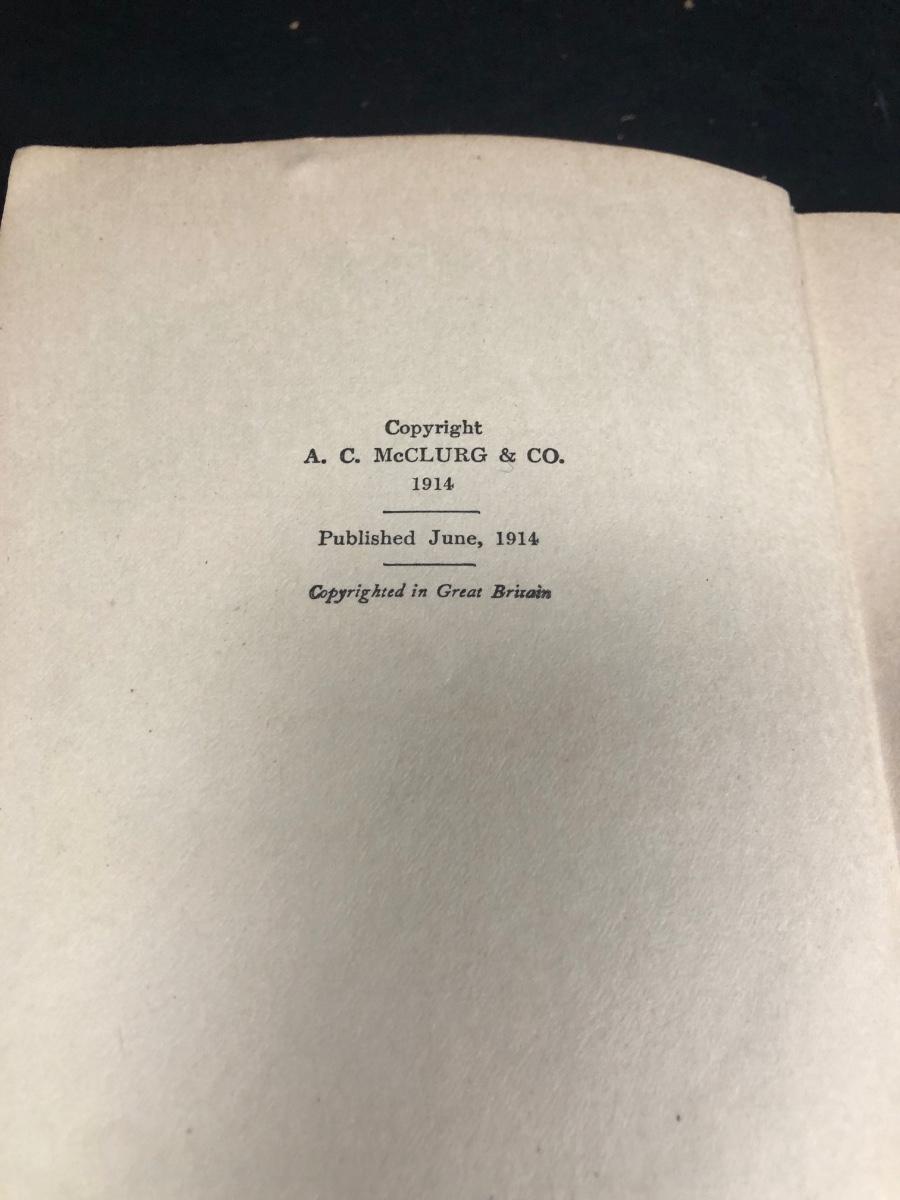 Copyright
A. C. McCLURG & CO.
1914
Published June, 1914
Copyrighted in Great Britain